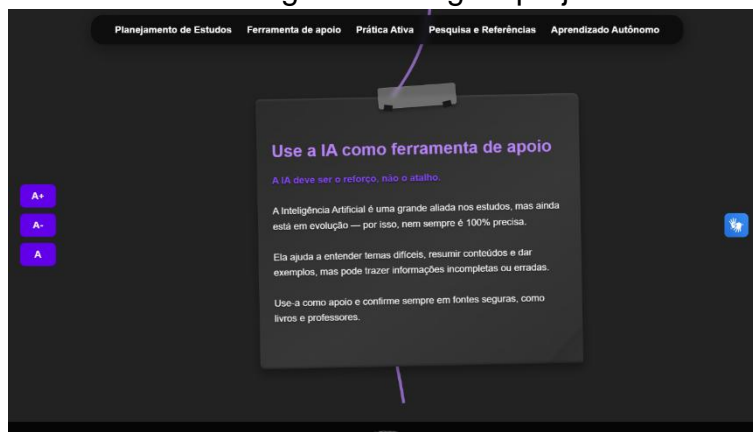 Planejamento de Estudos Ferramenta de apoio Prática Ativa Pesquisa e Referências Aprendizado Autônomo
Use a IA como ferramenta de apoio
A IA deve ser o reforço, não o atalho.
A Inteligência Artificial é uma grande aliada nos estudos, mas ainda
está em evolução — por isso, nem sempre é 100% precisa.
Ela ajuda a entender temas difíceis, resumir conteúdos e dar
exemplos, mas pode trazer informações incompletas ou erradas.
Use-a como apoio e confirme sempre em fontes seguras, como
livros e professores.
A+
A-
A